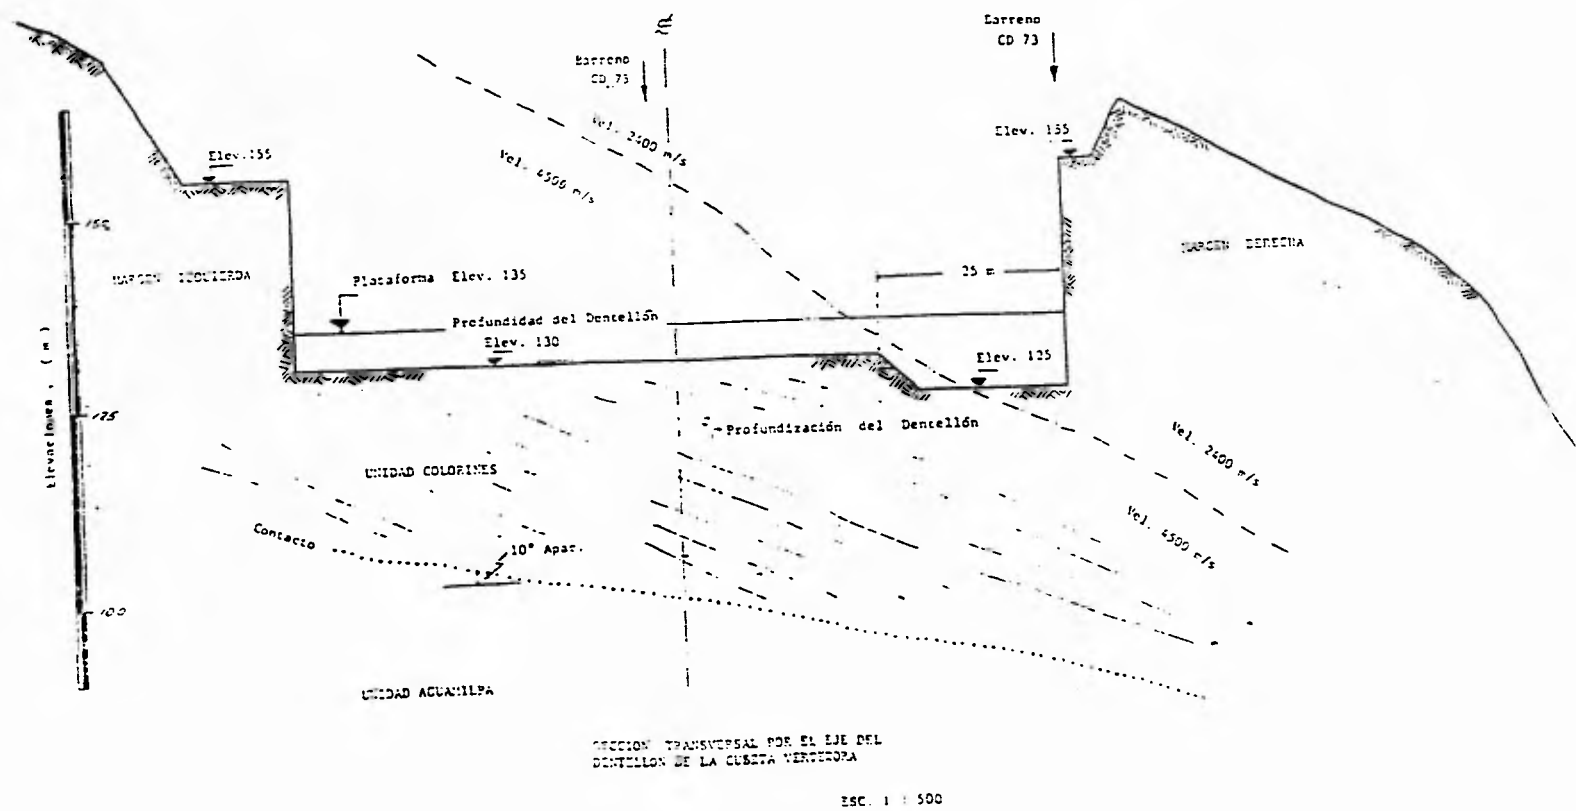 Barreno
CD 73
Barreno
CD 73
Vel. 2400 m/s
Vel. 4500 m/s
Elev. 155
Elev. 155
150
MARGEN IZQUIERDA
MARGEN DERECHA
25 m
Plataforma Elev. 135
Profundidad del Dentellón
Elev. 130
Elev. 125
125
Elevaciones, (m)
Profundización del Dentellón
Vel. 2400 m/s
UNIDAD COLORINES
Vel. 4500 m/s
Contacto
10° Apar.
100
UNIDAD AGUAMILPA
SECCION TRANSVERSAL POR EL EJE DEL
DENTELLON DE LA CUBETA VERTEDORA
ESC. 1 : 500